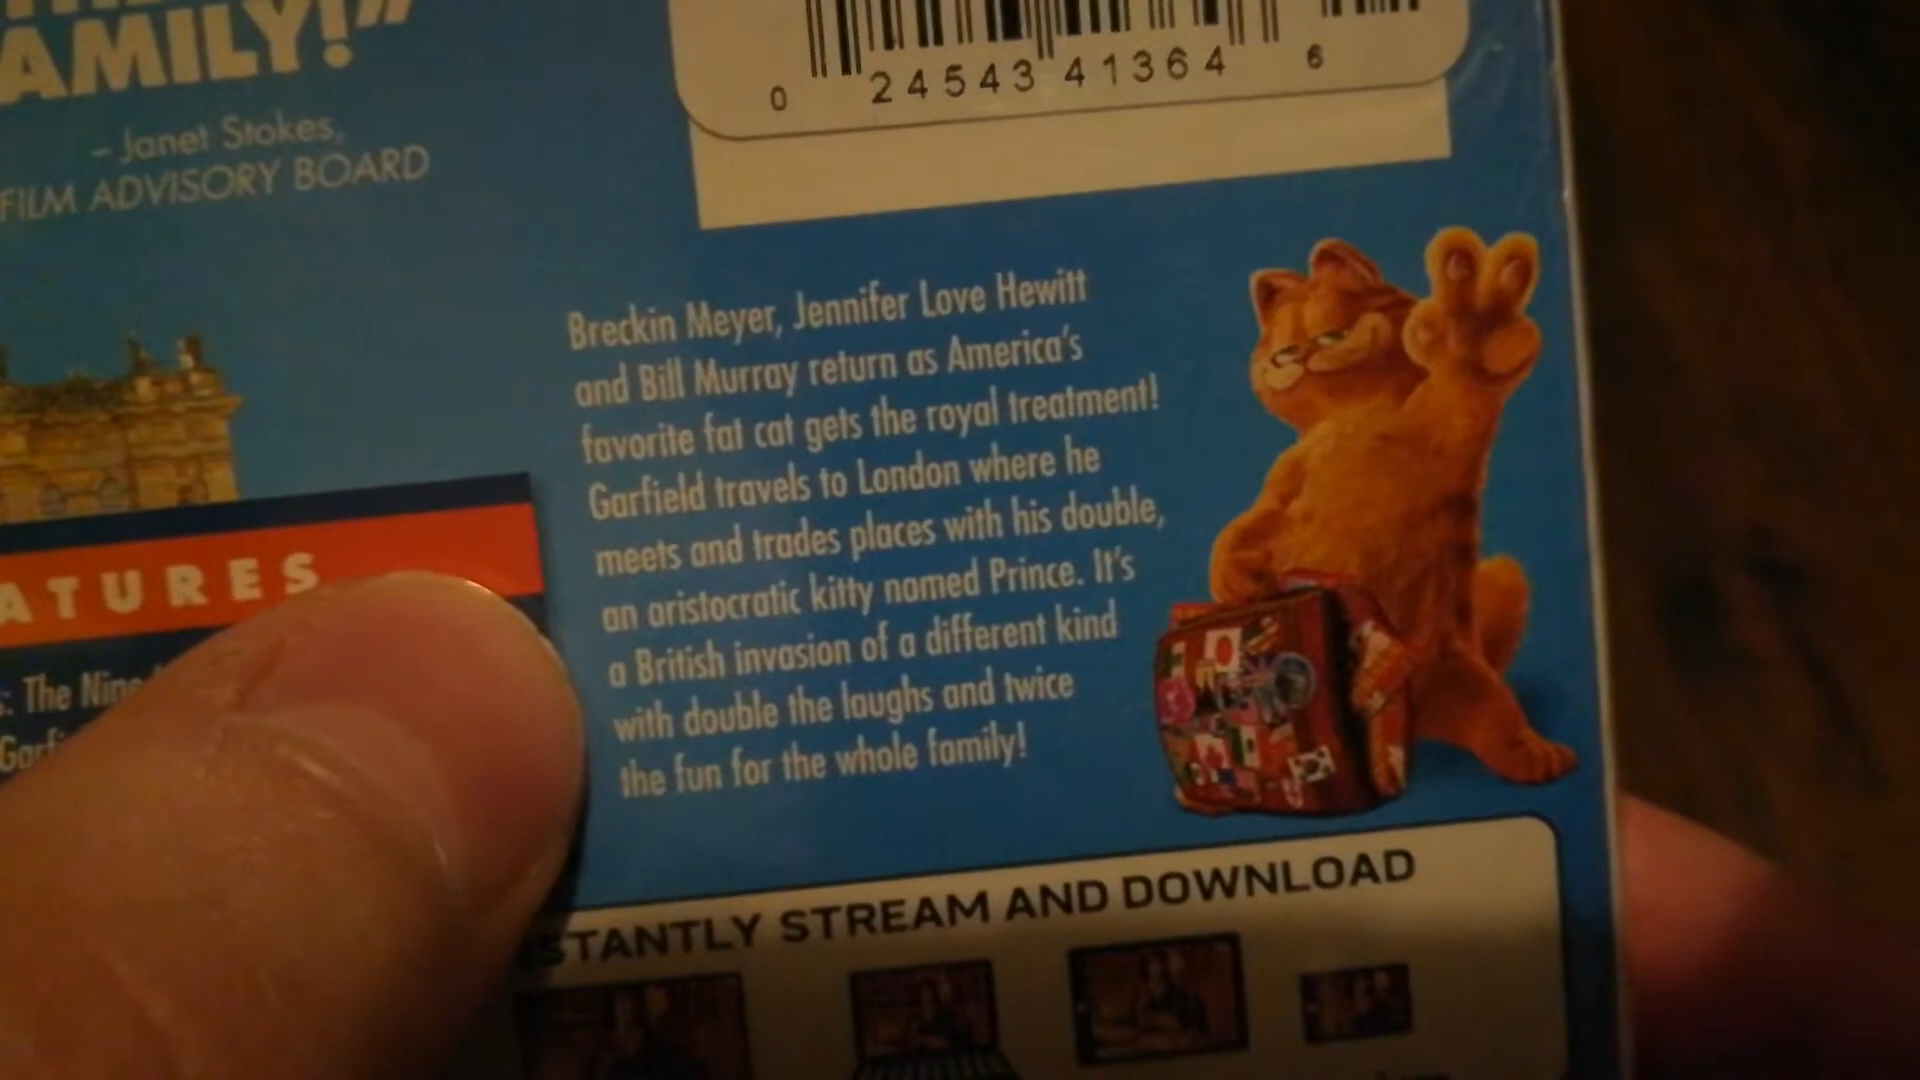 AMILY!”
0 24543 41364 6
– Janet Stokes,
FILM ADVISORY BOARD
Breckin Meyer, Jennifer Love Hewitt
and Bill Murray return as America's
favorite fat cat gets the royal treatment!
Garfield travels to London where he
meets and trades places with his double,
an aristocratic kitty named Prince. It's
a British invasion of a different kind
with double the laughs and twice
the fun for the whole family!
ATURES
: The Nine
Garf
STANTLY STREAM AND DOWNLOAD